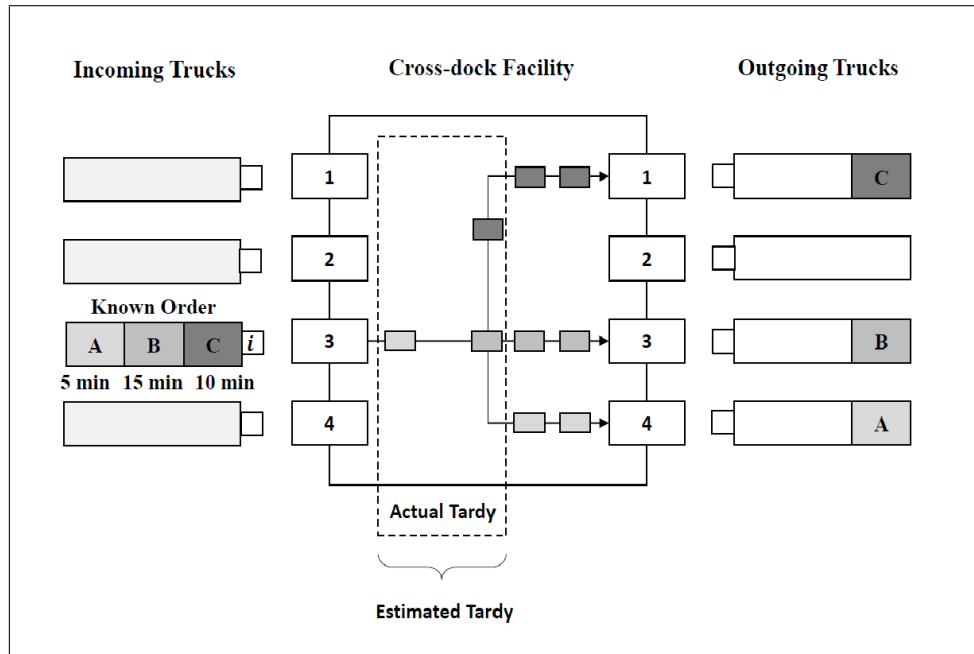 Incoming Trucks Cross-dock Facility Outgoing Trucks
1 1 C
2 2
Known Order
A B C i 3 3 B
5 min 15 min 10 min
4 4 A
Actual Tardy
Estimated Tardy